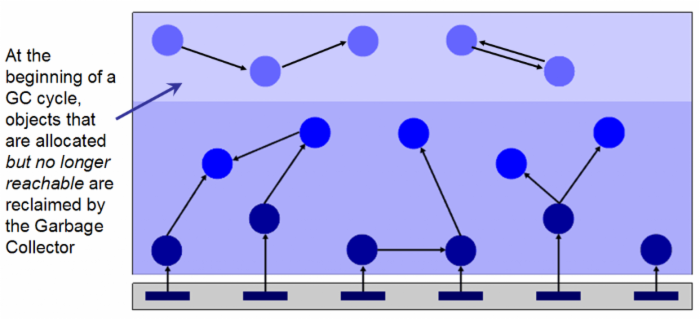 At the
beginning of a
GC cycle,
objects that
are allocated
but no longer
reachable are
reclaimed by
the Garbage
Collector